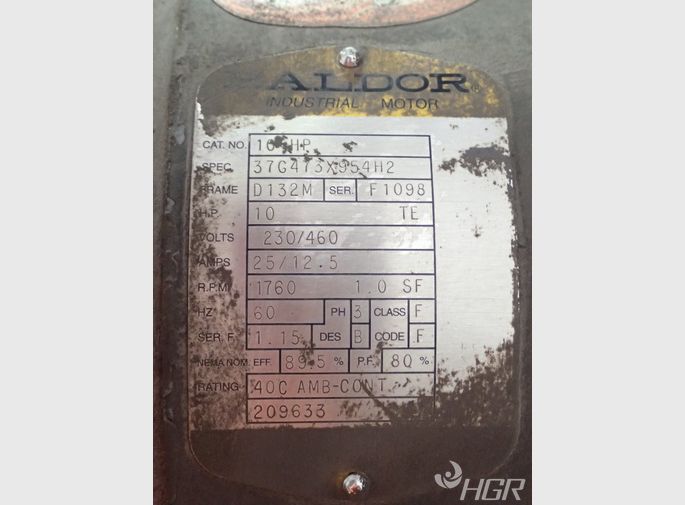 ALDOR®
INDUSTRIAL MOTOR
CAT. NO. 10 HP
SPEC. 37G473X954H2
FRAME D132M SER. F1098
H.P. 10 TE
VOLTS 230/460
AMPS 25/12.5
R.P.M. 1760 1.0 SF
HZ 60 PH 3 CLASS F
SER. F. 1.15 DES B CODE F
NEMA NOM. EFF. 89.5 % P.F. 80 %
RATING 40C AMB-CONT
209633
HGR